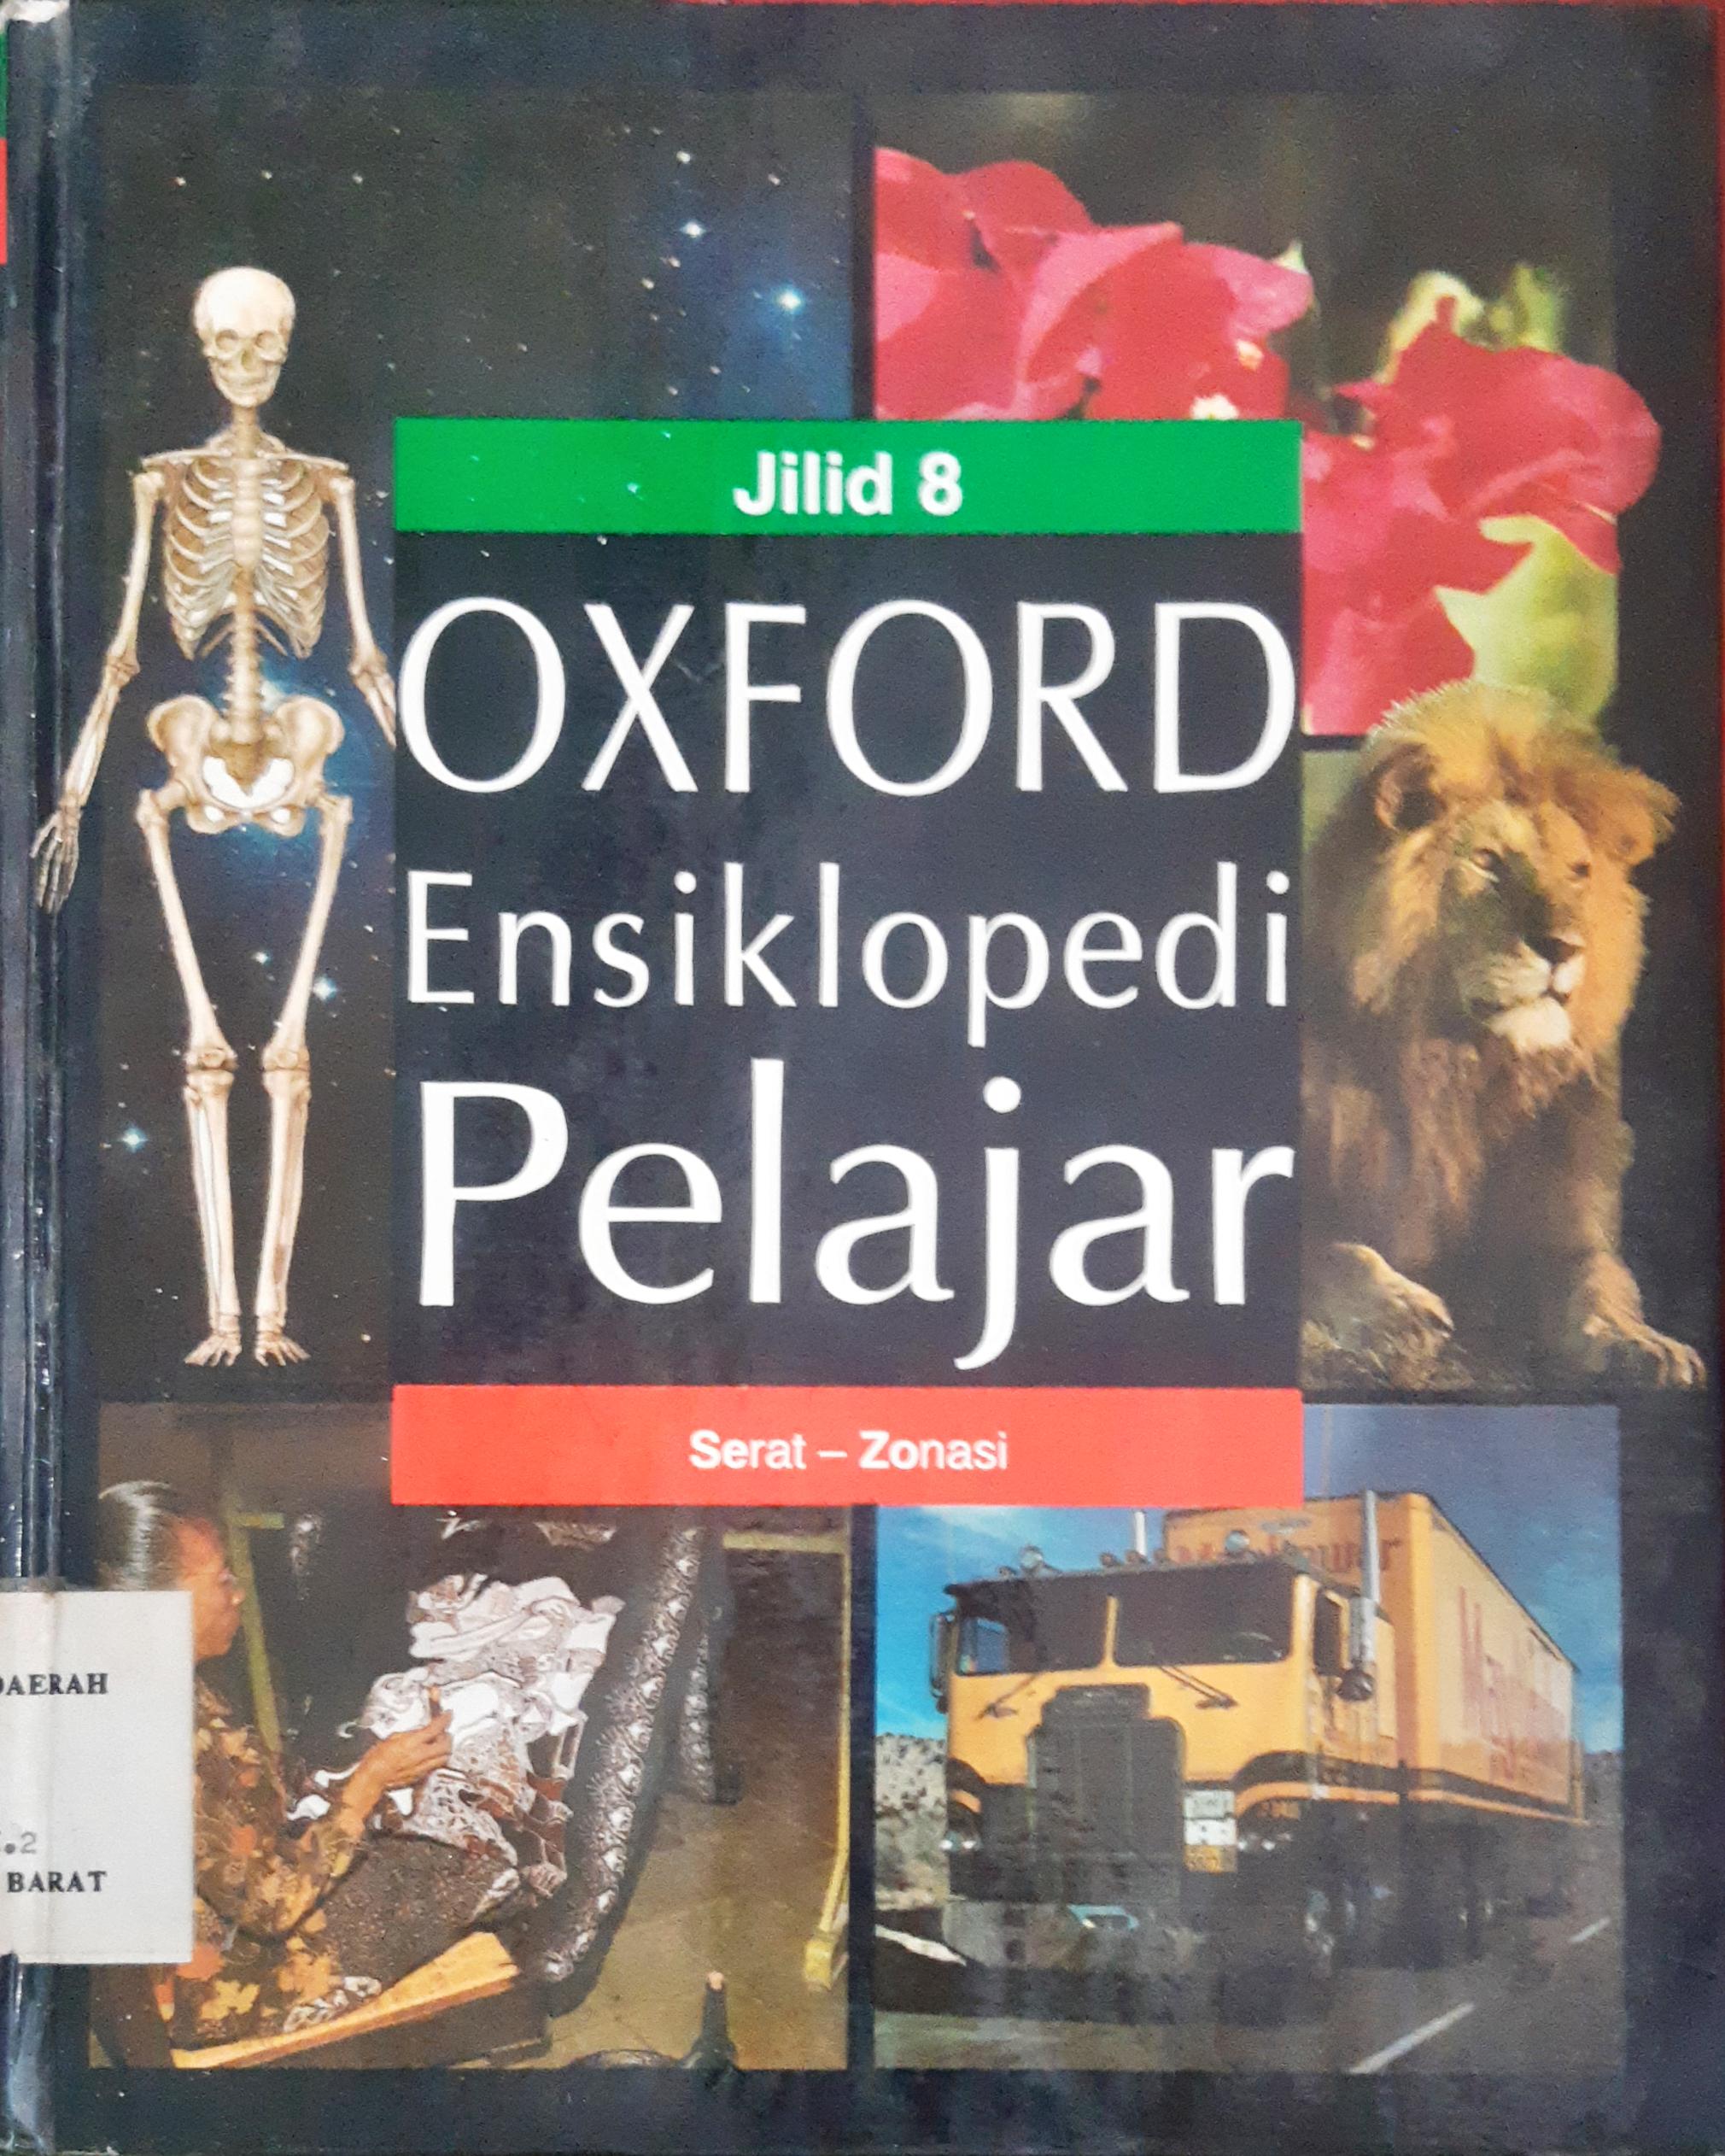 Jilid 8
OXFORD
Ensiklopedi
Pelajar
Serat – Zonasi
DAERAH
.2
BARAT